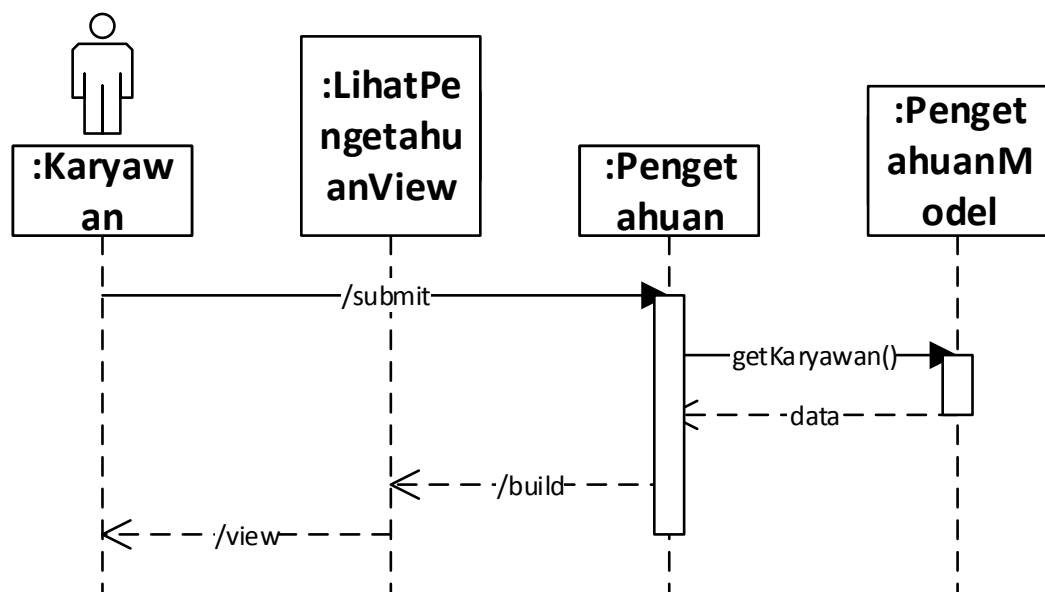 :Karyaw
an
:LihatPe
ngetahu
anView
:Penget
ahuan
:Penget
ahuanM
odel
/submit
getKaryawan()
data
/build
/view